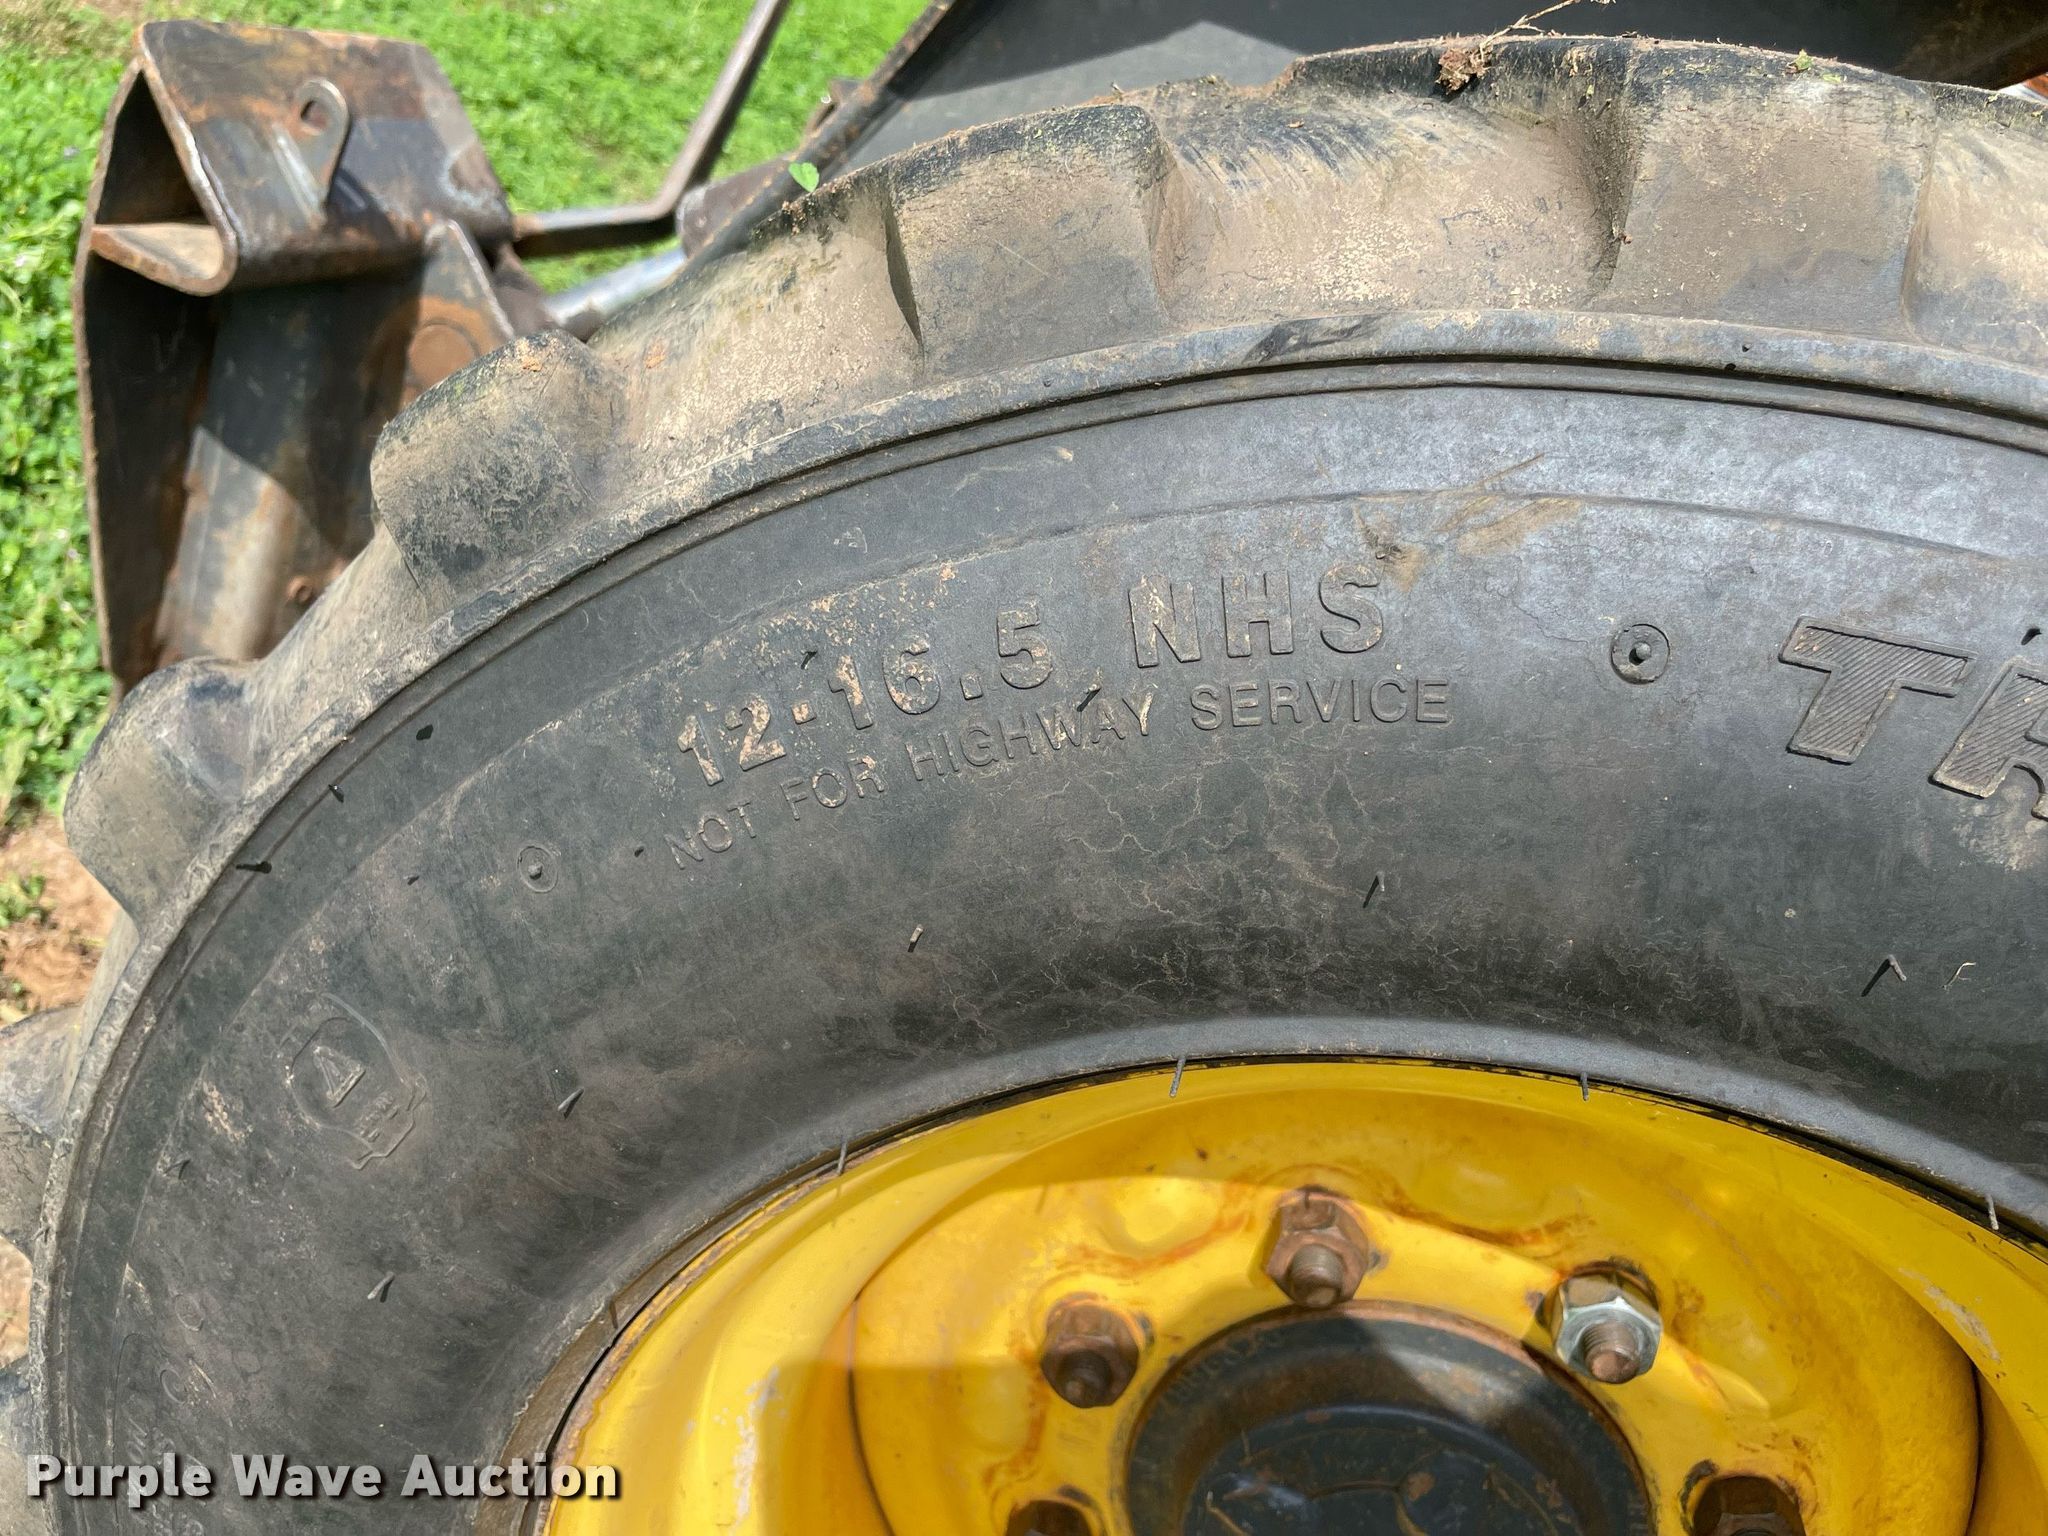 12-16.5 NHS
NOT FOR HIGHWAY SERVICE
Purple Wave Auction